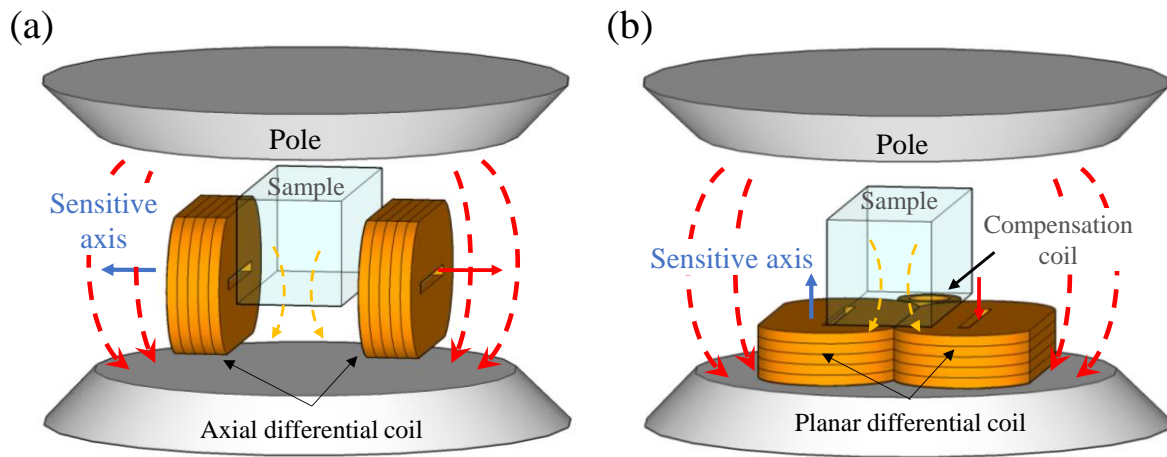 (a)
Pole
Sample
Sensitive
axis
Axial differential coil
(b)
Pole
Sample
Compensation
coil
Sensitive axis
Planar differential coil